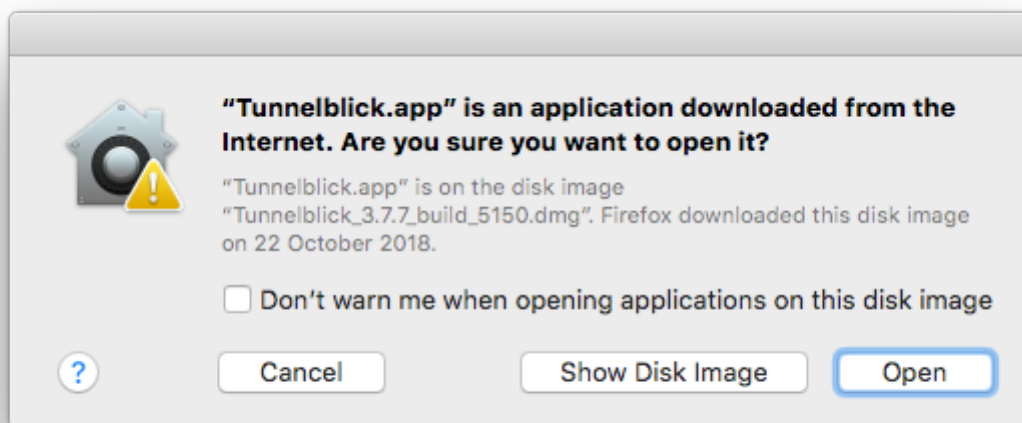 “Tunnelblick.app” is an application downloaded from the
Internet. Are you sure you want to open it?
“Tunnelblick.app” is on the disk image
“Tunnelblick_3.7.7_build_5150.dmg”. Firefox downloaded this disk image
on 22 October 2018.
Don’t warn me when opening applications on this disk image
? Cancel Show Disk Image Open